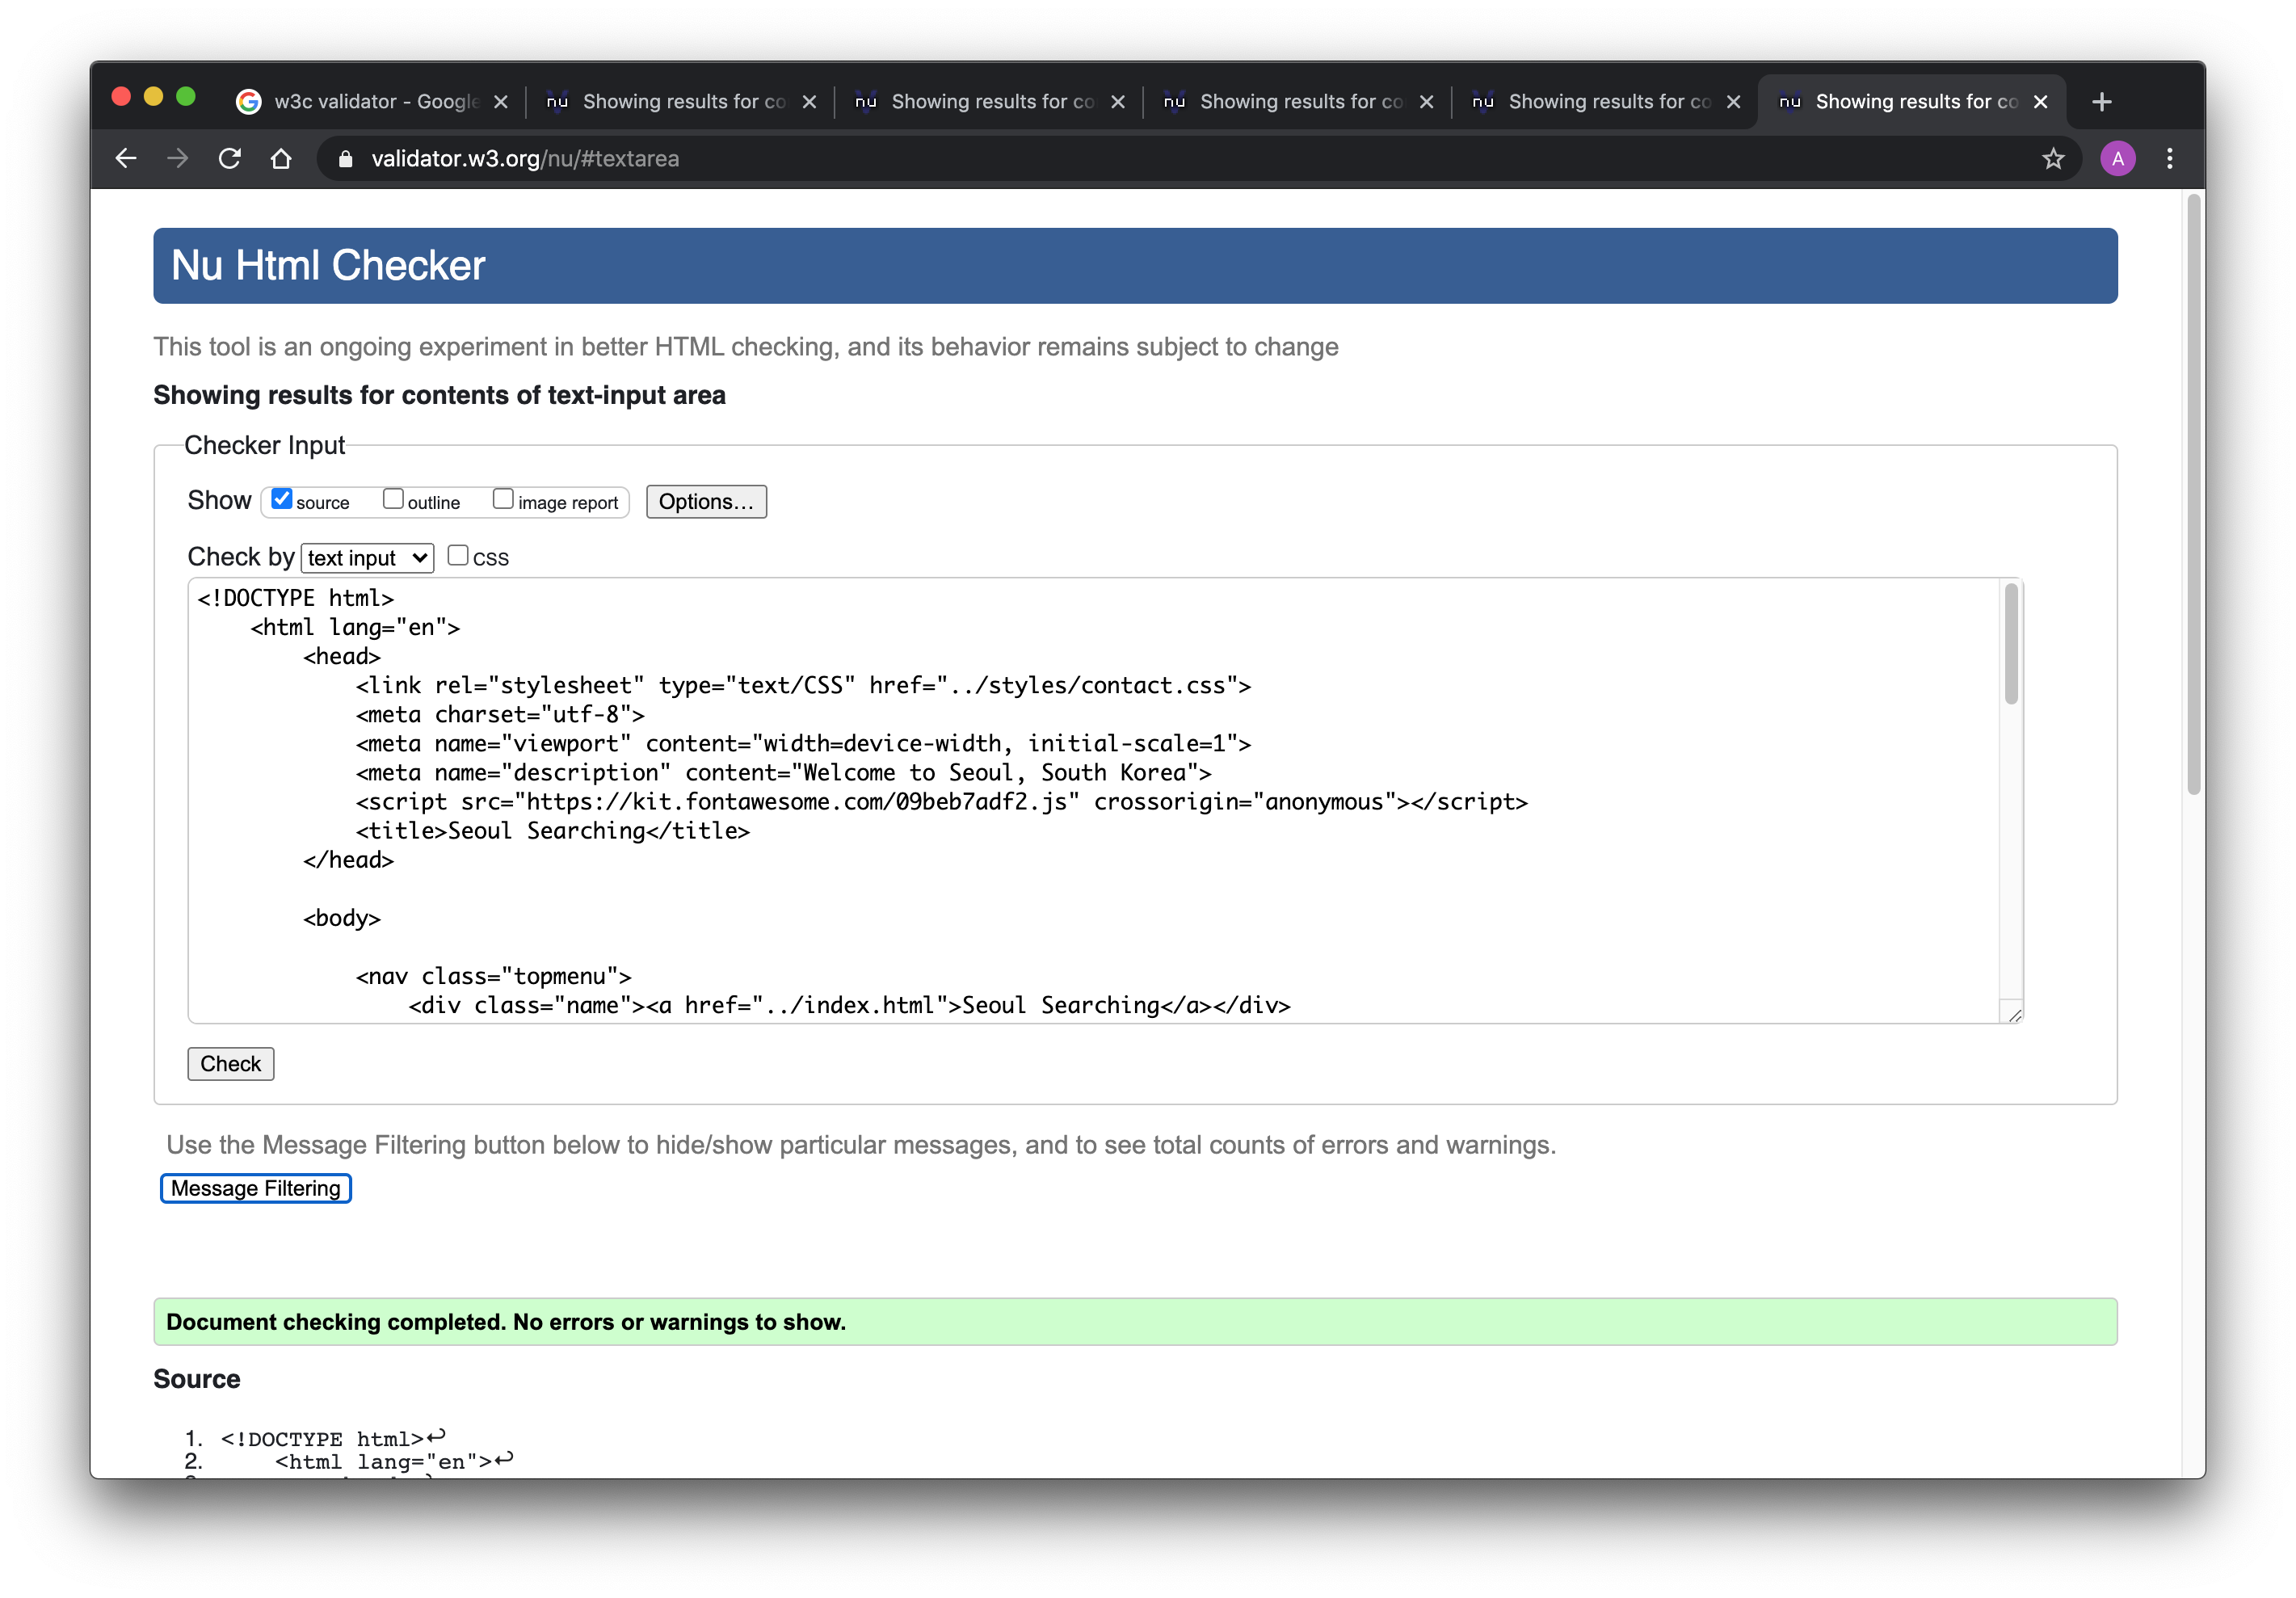 w3c validator - Google
nu Showing results for co
nu Showing results for co
nu Showing results for co
nu Showing results for co
nu Showing results for co
validator.w3.org/nu/#textarea
A
Nu Html Checker
This tool is an ongoing experiment in better HTML checking, and its behavior remains subject to change
Showing results for contents of text-input area
Checker Input
Show source outline image report Options...
Check by text input CSS
<!DOCTYPE html>
<html lang="en">
<head>
<link rel="stylesheet" type="text/CSS" href="../styles/contact.css">
<meta charset="utf-8">
<meta name="viewport" content="width=device-width, initial-scale=1">
<meta name="description" content="Welcome to Seoul, South Korea">
<script src="https://kit.fontawesome.com/09beb7adf2.js" crossorigin="anonymous"></script>
<title>Seoul Searching</title>
</head>
<body>
<nav class="topmenu">
<div class="name"><a href="../index.html">Seoul Searching</a></div>
Check
Use the Message Filtering button below to hide/show particular messages, and to see total counts of errors and warnings.
Message Filtering
Document checking completed. No errors or warnings to show.
Source
1. <!DOCTYPE html>↩
2. <html lang="en">↩